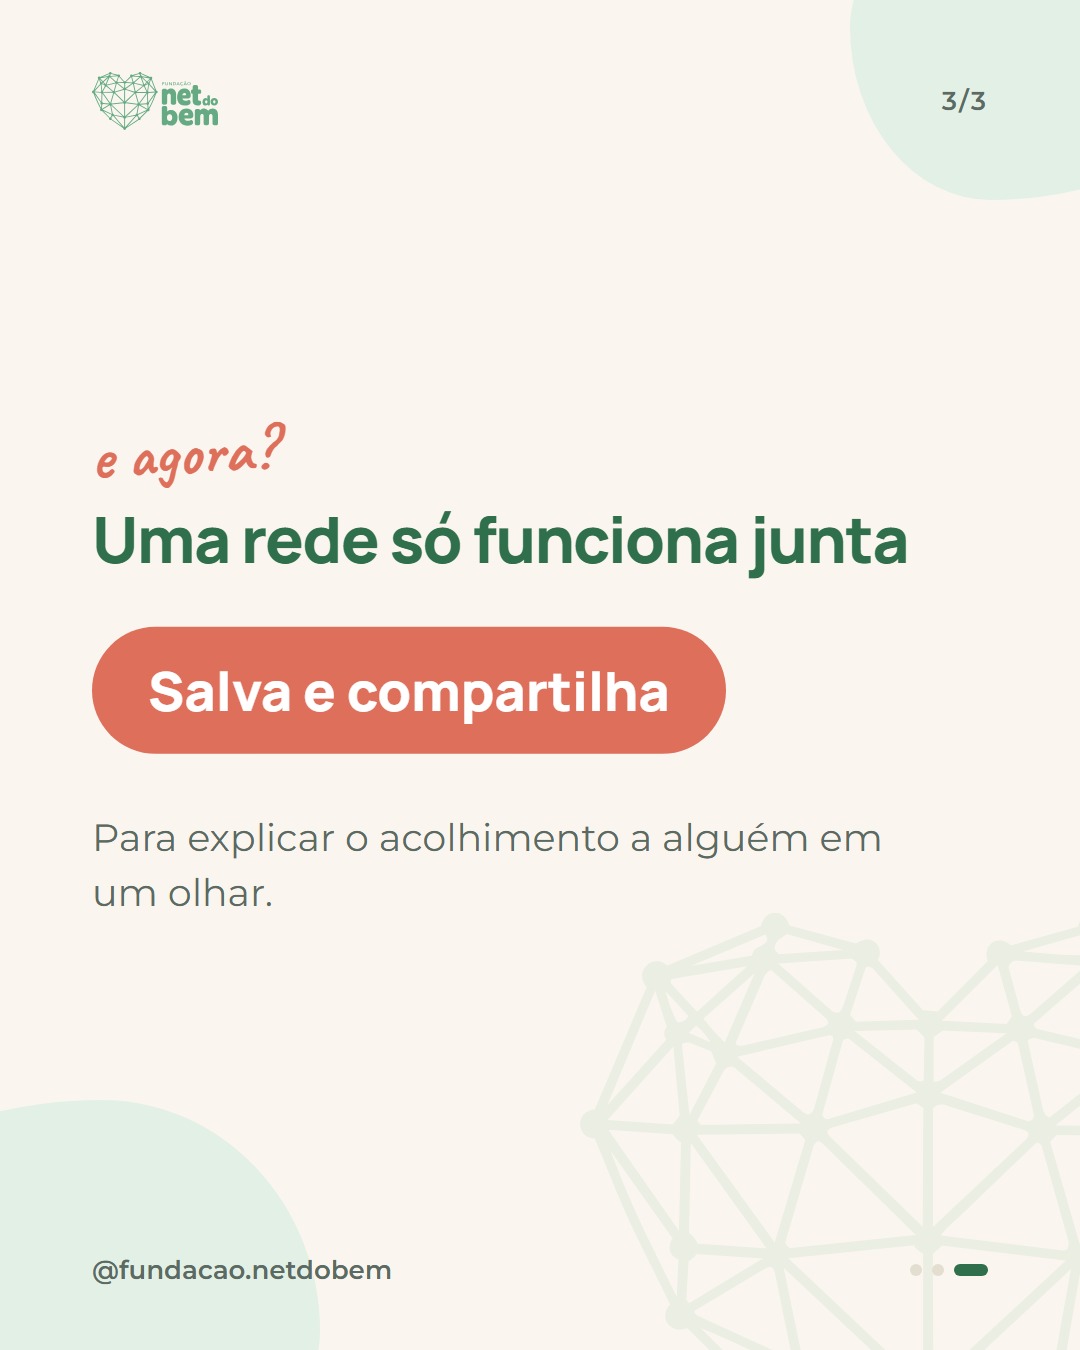 FUNDAÇÃO
net do
bem
3/3
e agora?
Uma rede só funciona junta
Salva e compartilha
Para explicar o acolhimento a alguém em
um olhar.
@fundacao.netdobem